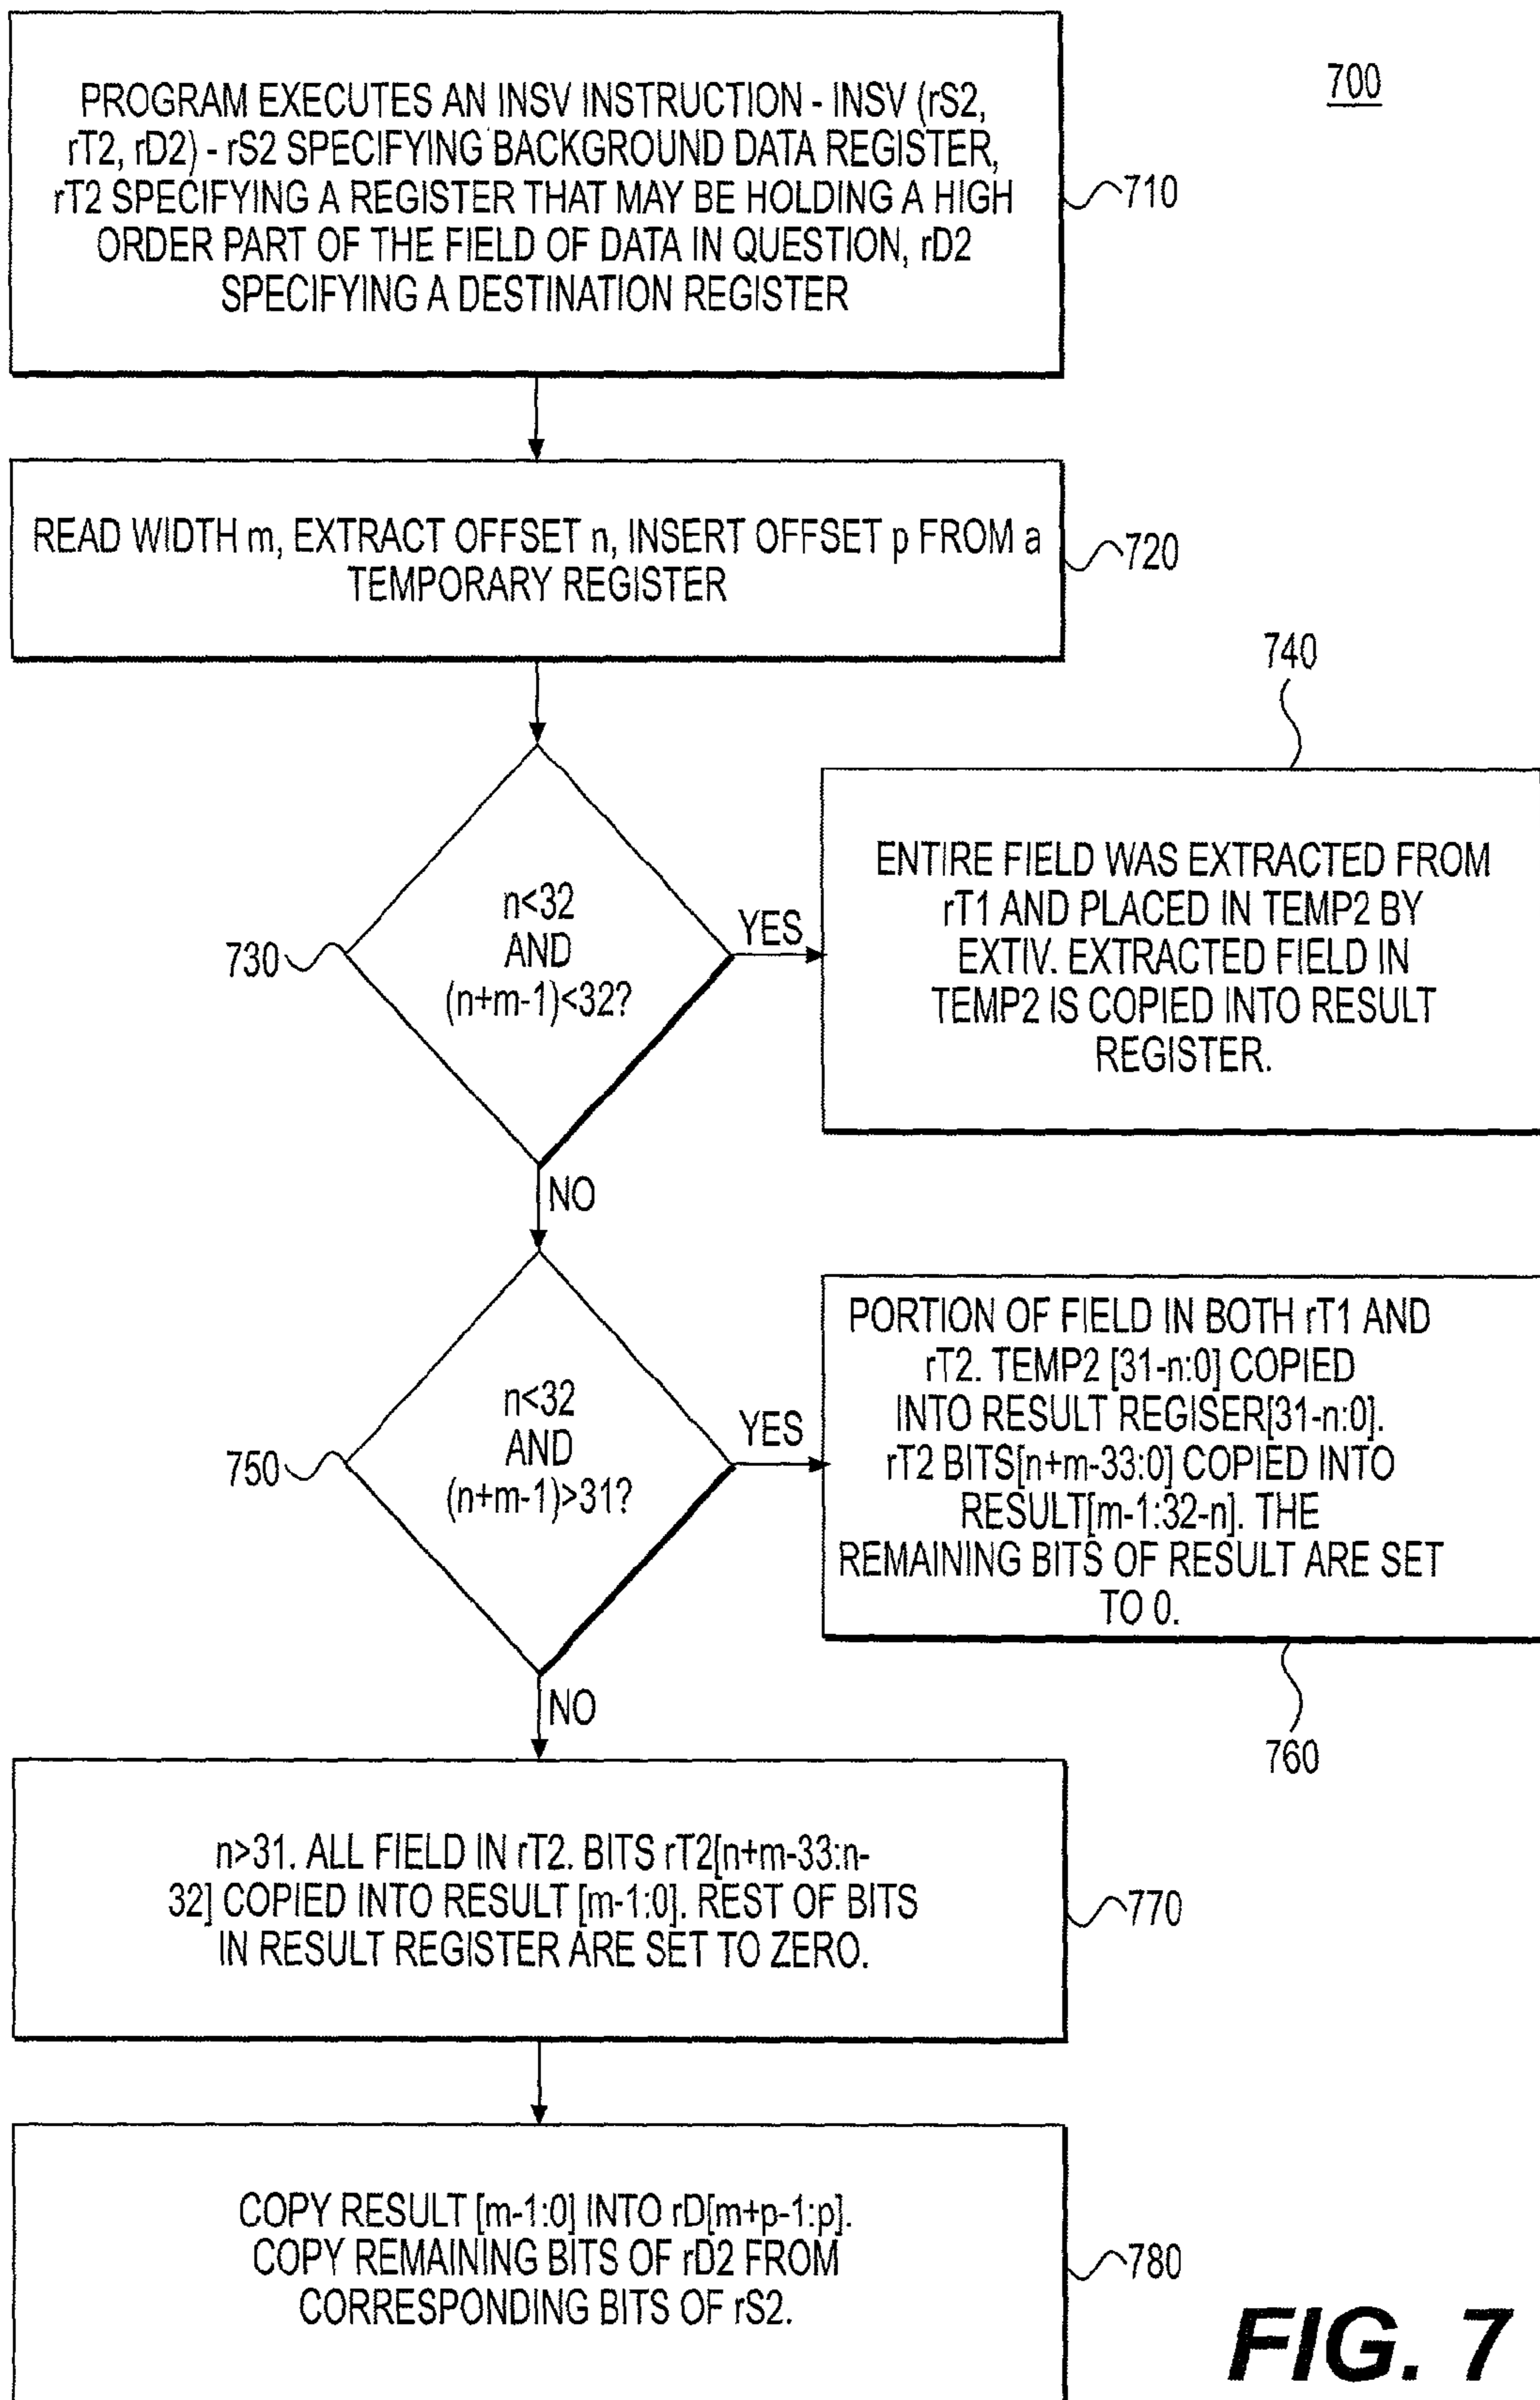 700
PROGRAM EXECUTES AN INSV INSTRUCTION - INSV (rS2,
rT2, rD2) - rS2 SPECIFYING BACKGROUND DATA REGISTER,
rT2 SPECIFYING A REGISTER THAT MAY BE HOLDING A HIGH
ORDER PART OF THE FIELD OF DATA IN QUESTION, rD2
SPECIFYING A DESTINATION REGISTER
710
READ WIDTH m, EXTRACT OFFSET n, INSERT OFFSET p FROM a
TEMPORARY REGISTER
720
730
n<32
AND
(n+m-1)<32?
YES
NO
740
ENTIRE FIELD WAS EXTRACTED FROM
rT1 AND PLACED IN TEMP2 BY
EXTIV. EXTRACTED FIELD IN
TEMP2 IS COPIED INTO RESULT
REGISTER.
750
n<32
AND
(n+m-1)>31?
YES
NO
PORTION OF FIELD IN BOTH rT1 AND
rT2. TEMP2 [31-n:0] COPIED
INTO RESULT REGISER[31-n:0].
rT2 BITS[n+m-33:0] COPIED INTO
RESULT[m-1:32-n]. THE
REMAINING BITS OF RESULT ARE SET
TO 0.
760
n>31. ALL FIELD IN rT2. BITS rT2[n+m-33:n-
32] COPIED INTO RESULT [m-1:0]. REST OF BITS
IN RESULT REGISTER ARE SET TO ZERO.
770
COPY RESULT [m-1:0] INTO rD[m+p-1:p].
COPY REMAINING BITS OF rD2 FROM
CORRESPONDING BITS OF rS2.
780
FIG. 7